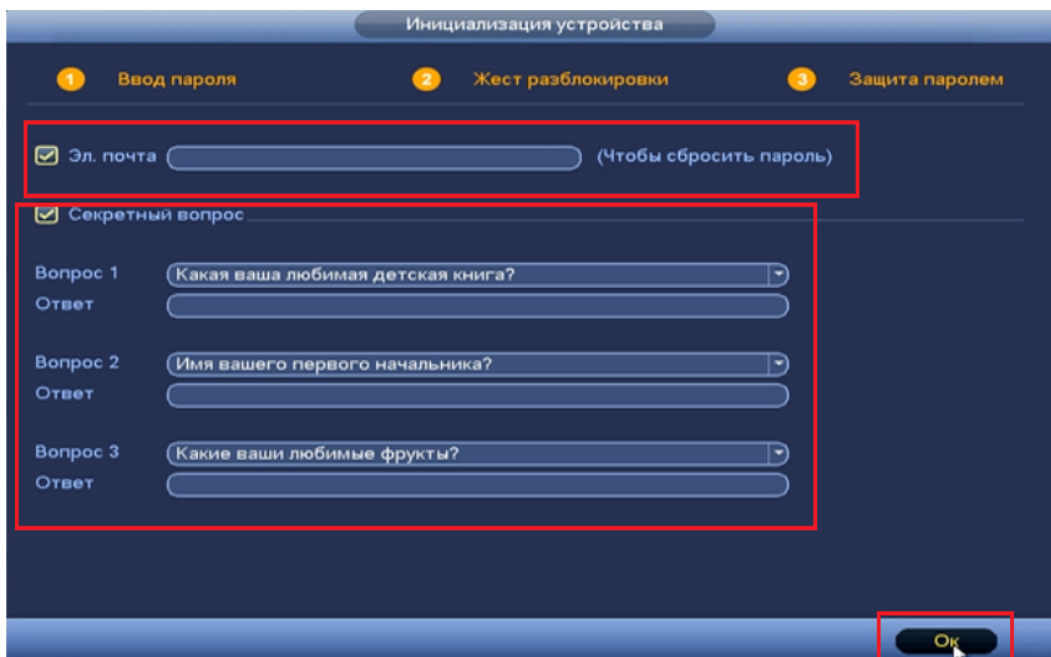 Инициализация устройства
1 Ввод пароля 2 Жест разблокировки 3 Защита паролем
Эл. почта (Чтобы сбросить пароль)
Секретный вопрос
Вопрос 1 Какая ваша любимая детская книга?
Ответ
Вопрос 2 Имя вашего первого начальника?
Ответ
Вопрос 3 Какие ваши любимые фрукты?
Ответ
Ок